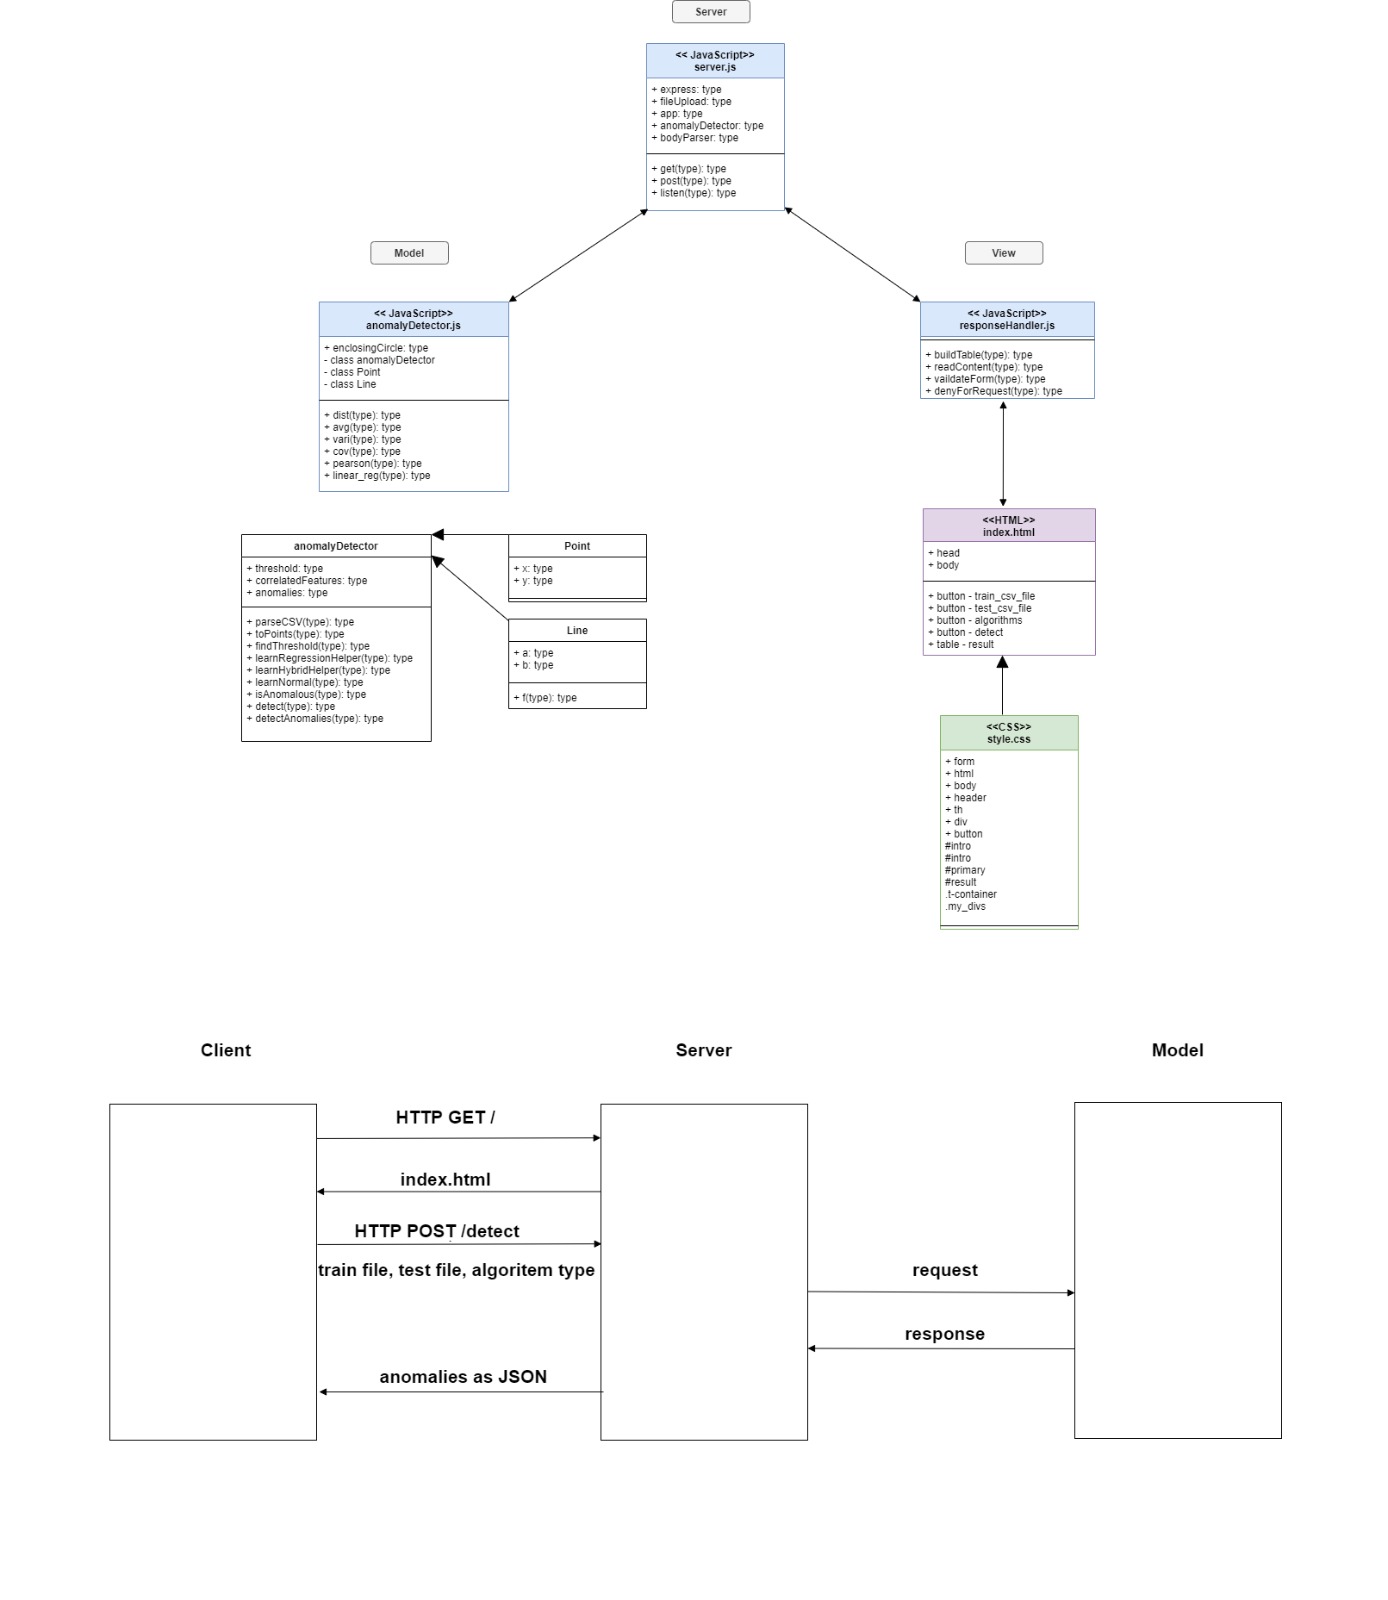 Server
<< JavaScript>>
server.js
+ express: type
+ fileUpload: type
+ app: type
+ anomalyDetector: type
+ bodyParser: type
+ get(type): type
+ post(type): type
+ listen(type): type
Model
View
<< JavaScript>>
anomalyDetector.js
+ enclosingCircle: type
- class anomalyDetector
- class Point
- class Line
+ dist(type): type
+ avg(type): type
+ vari(type): type
+ cov(type): type
+ pearson(type): type
+ linear_reg(type): type
<< JavaScript>>
responseHandler.js
+ buildTable(type): type
+ readContent(type): type
+ vaildateForm(type): type
+ denyForRequest(type): type
anomalyDetector
+ threshold: type
+ correlatedFeatures: type
+ anomalies: type
+ parseCSV(type): type
+ toPoints(type): type
+ findThreshold(type): type
+ learnRegressionHelper(type): type
+ learnHybridHelper(type): type
+ learnNormal(type): type
+ isAnomalous(type): type
+ detect(type): type
+ detectAnomalies(type): type
Point
+ x: type
+ y: type
Line
+ a: type
+ b: type
+ f(type): type
<<HTML>>
index.html
+ head
+ body
+ button - train_csv_file
+ button - test_csv_file
+ button - algorithms
+ button - detect
+ table - result
<<CSS>>
style.css
+ form
+ html
+ body
+ header
+ th
+ div
+ button
#intro
#intro
#primary
#result
.t-container
.my_divs
Client
Server
Model
HTTP GET /
index.html
HTTP POST /detect
train file, test file, algoritem type
request
response
anomalies as JSON